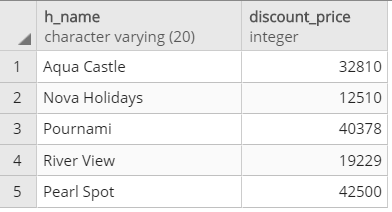 h_name discount_price
character varying (20) integer
1 Aqua Castle 32810
2 Nova Holidays 12510
3 Pournami 40378
4 River View 19229
5 Pearl Spot 42500